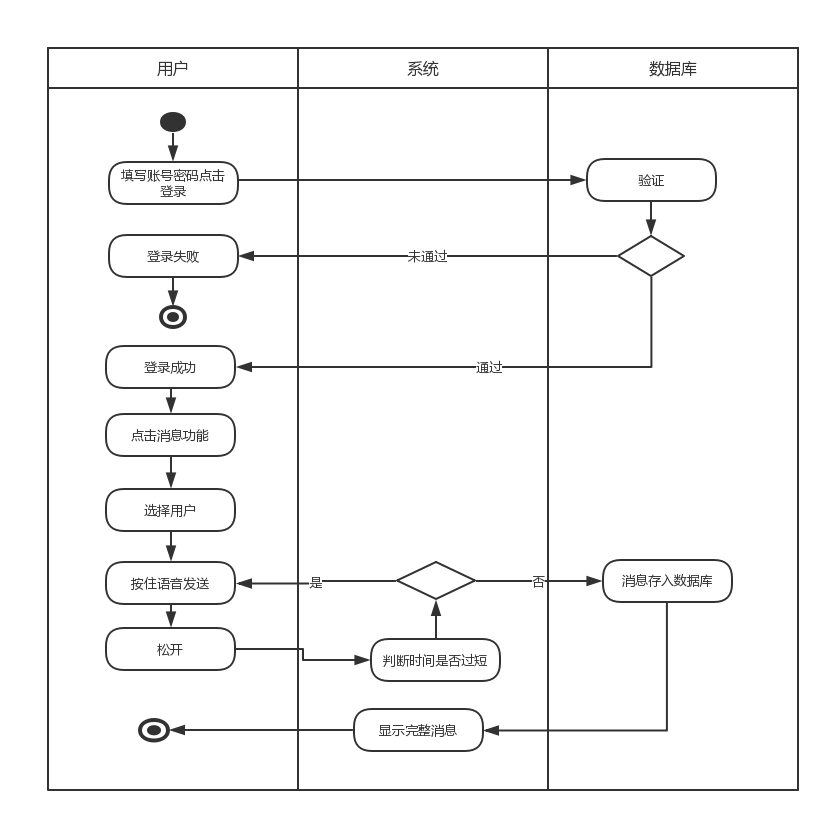 用户
系统
数据库
填写账号密码点击
登录
验证
登录失败
未通过
登录成功
通过
点击消息功能
选择用户
按住语音发送
是
否
消息存入数据库
松开
判断时间是否过短
显示完整消息